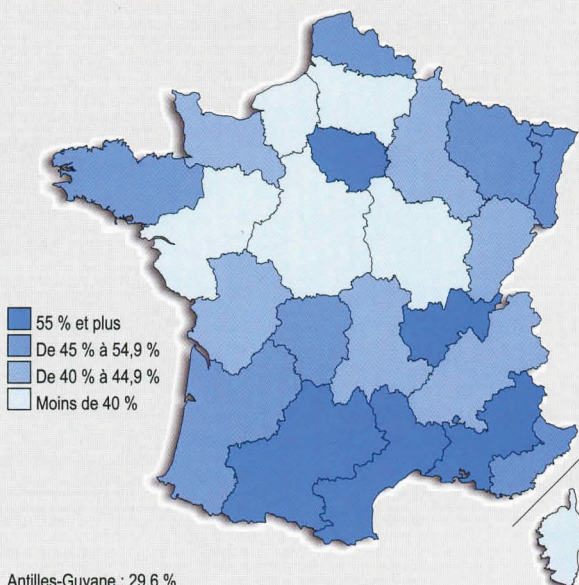 55 % et plus
De 45 % à 54,9 %
De 40 % à 44,9 %
Moins de 40 %
Antilles-Guyane : 29,6 %